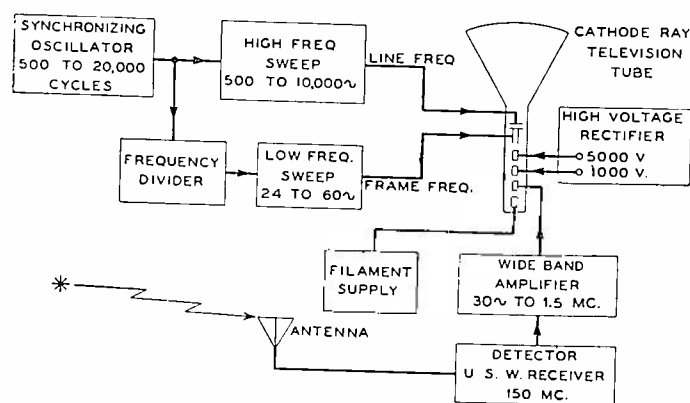 SYNCHRONIZING
OSCILLATOR
500 TO 20,000
CYCLES
HIGH FREQ
SWEEP
500 TO 10,000~
LINE FREQ
CATHODE RAY
TELEVISION
TUBE
HIGH VOLTAGE
RECTIFIER
5000 V
1000 V.
FREQUENCY
DIVIDER
LOW FREQ.
SWEEP
24 TO 60~
FRAME FREQ.
FILAMENT
SUPPLY
WIDE BAND
AMPLIFIER
30~ TO 1.5 MC.
ANTENNA
DETECTOR
U S. W. RECEIVER
150 MC.